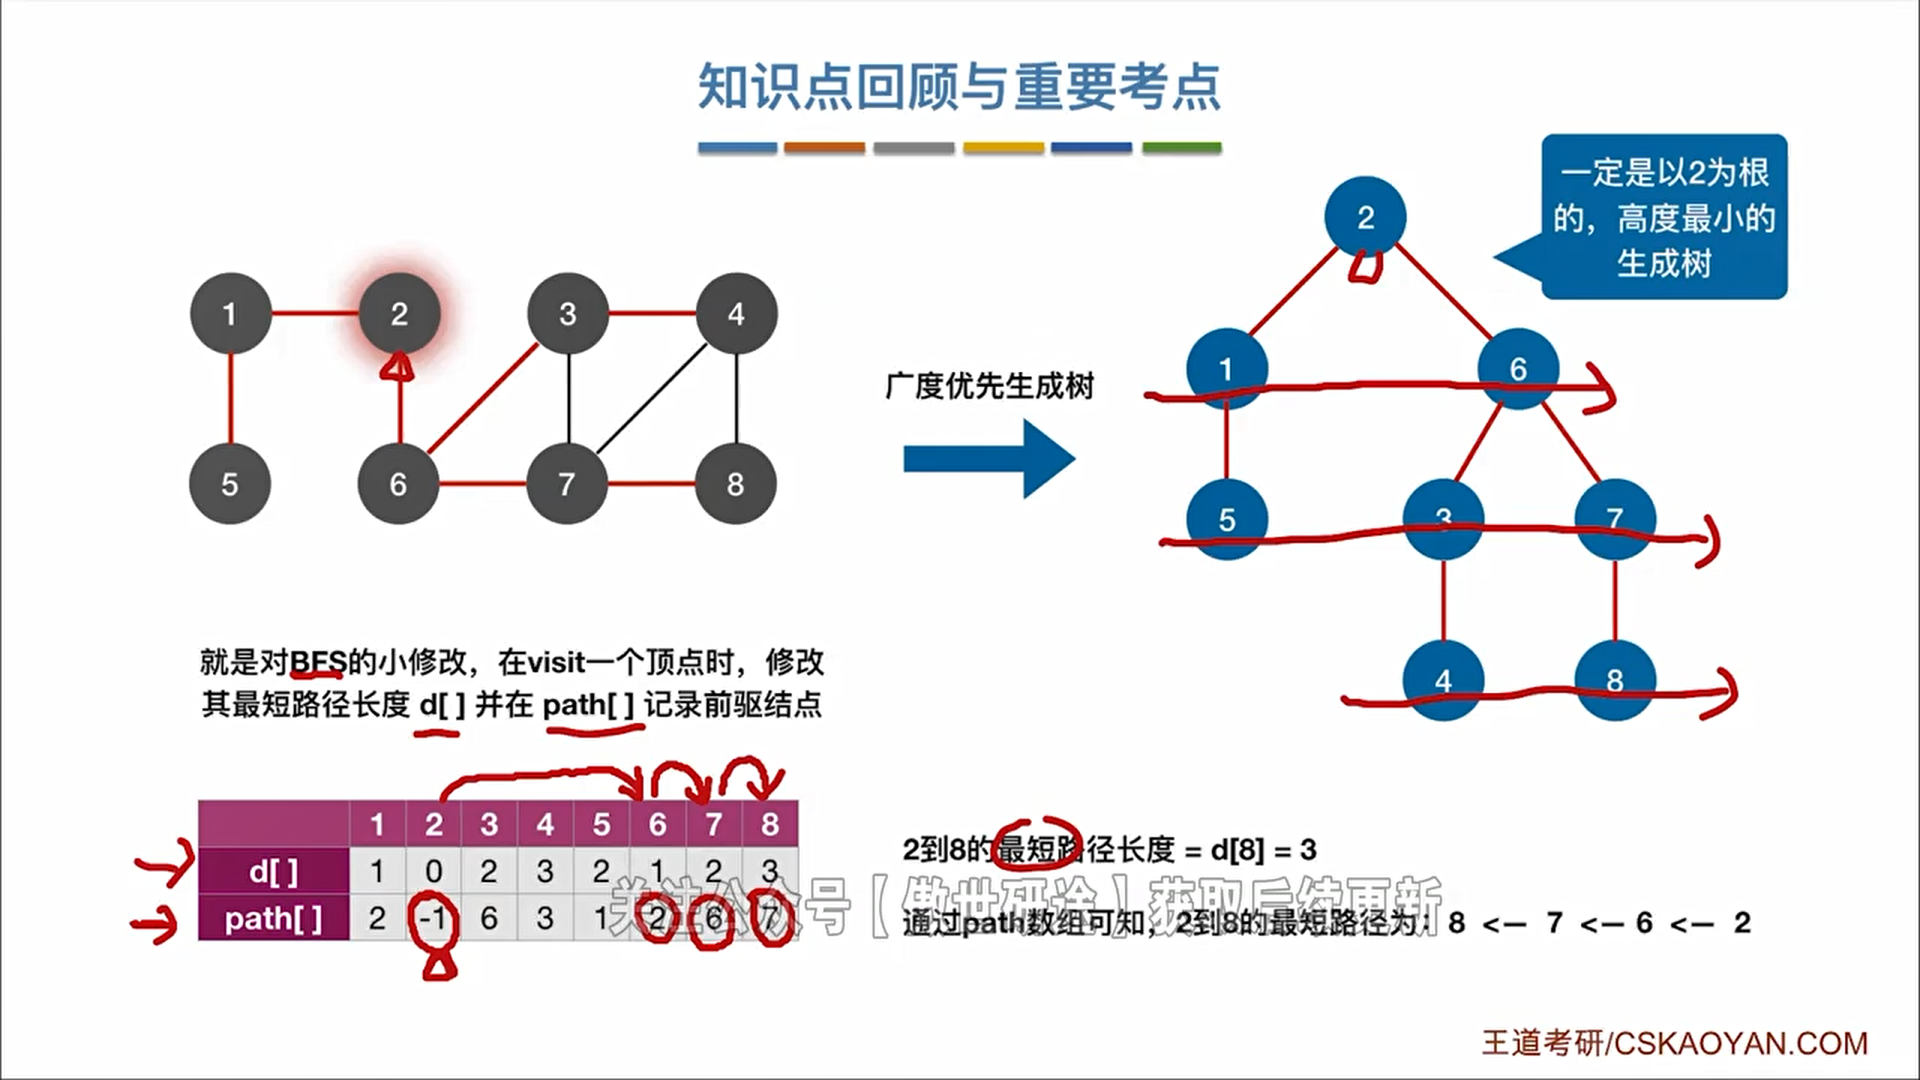 知识点回顾与重要考点
一定是以2为根
的，高度最小的
生成树
2
1 2 3 4
1 6
广度优先生成树
5 6 7 8
5 3 7
4 8
就是对BFS的小修改，在visit一个顶点时，修改
其最短路径长度 d[ ] 并在 path[ ] 记录前驱结点
1 2 3 4 5 6 7 8
d[ ] 1 0 2 3 2 1 2 3
path[ ] 2 -1 6 3 1 2 6 7
2到8的最短路径长度 = d[8] = 3
关注公众号【傲世研途】获取后续更新
通过path数组可知，2到8的最短路径为：8 <— 7 <— 6 <— 2
王道考研/CSKAOYAN.COM